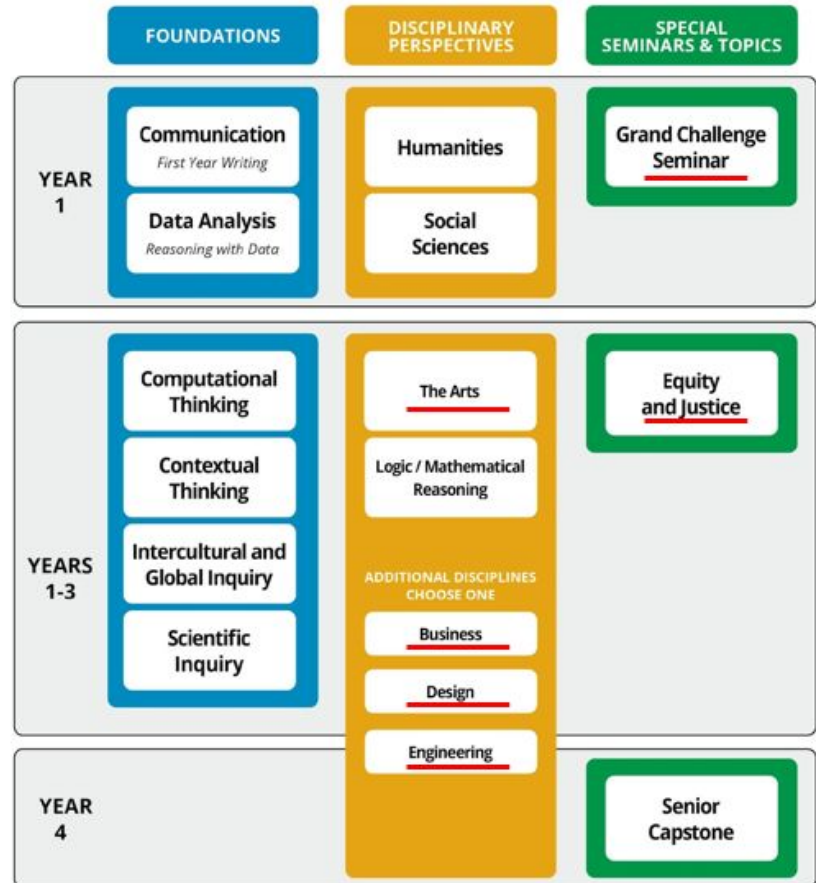 FOUNDATIONS
DISCIPLINARY
PERSPECTIVES
SPECIAL
SEMINARS & TOPICS
YEAR
1
Communication
First Year Writing
Data Analysis
Reasoning with Data
Humanities
Social
Sciences
Grand Challenge
Seminar
YEARS
1-3
Computational
Thinking
Contextual
Thinking
Intercultural and
Global Inquiry
Scientific
Inquiry
The Arts
Logic / Mathematical
Reasoning
ADDITIONAL DISCIPLINES
CHOOSE ONE
Business
Design
Engineering
Equity
and Justice
YEAR
4
Senior
Capstone